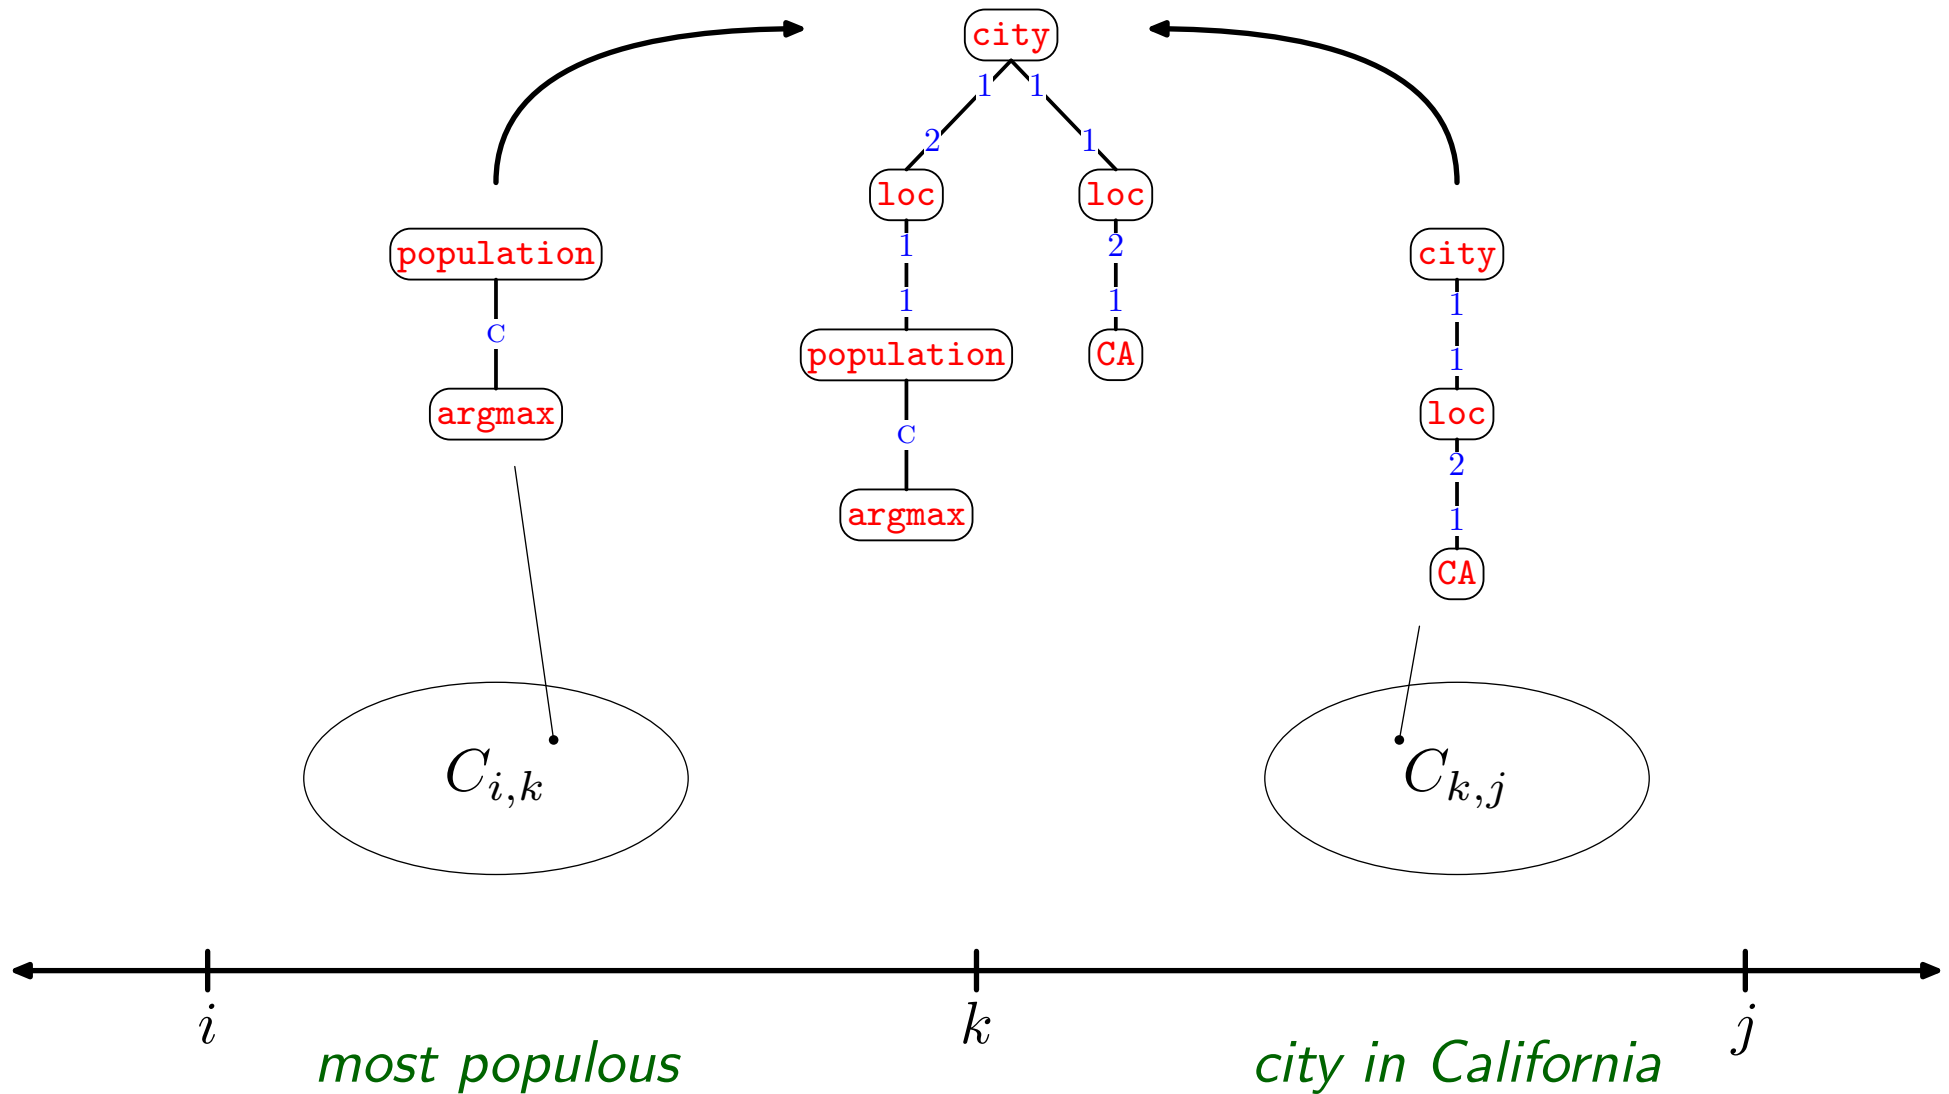 city
1 1
2 1
loc loc
population city
1 2 1
c 1 1 1
population CA
argmax loc
c 2
argmax 1
CA
C_{i,k} C_{k,j}
i k j
most populous city in California